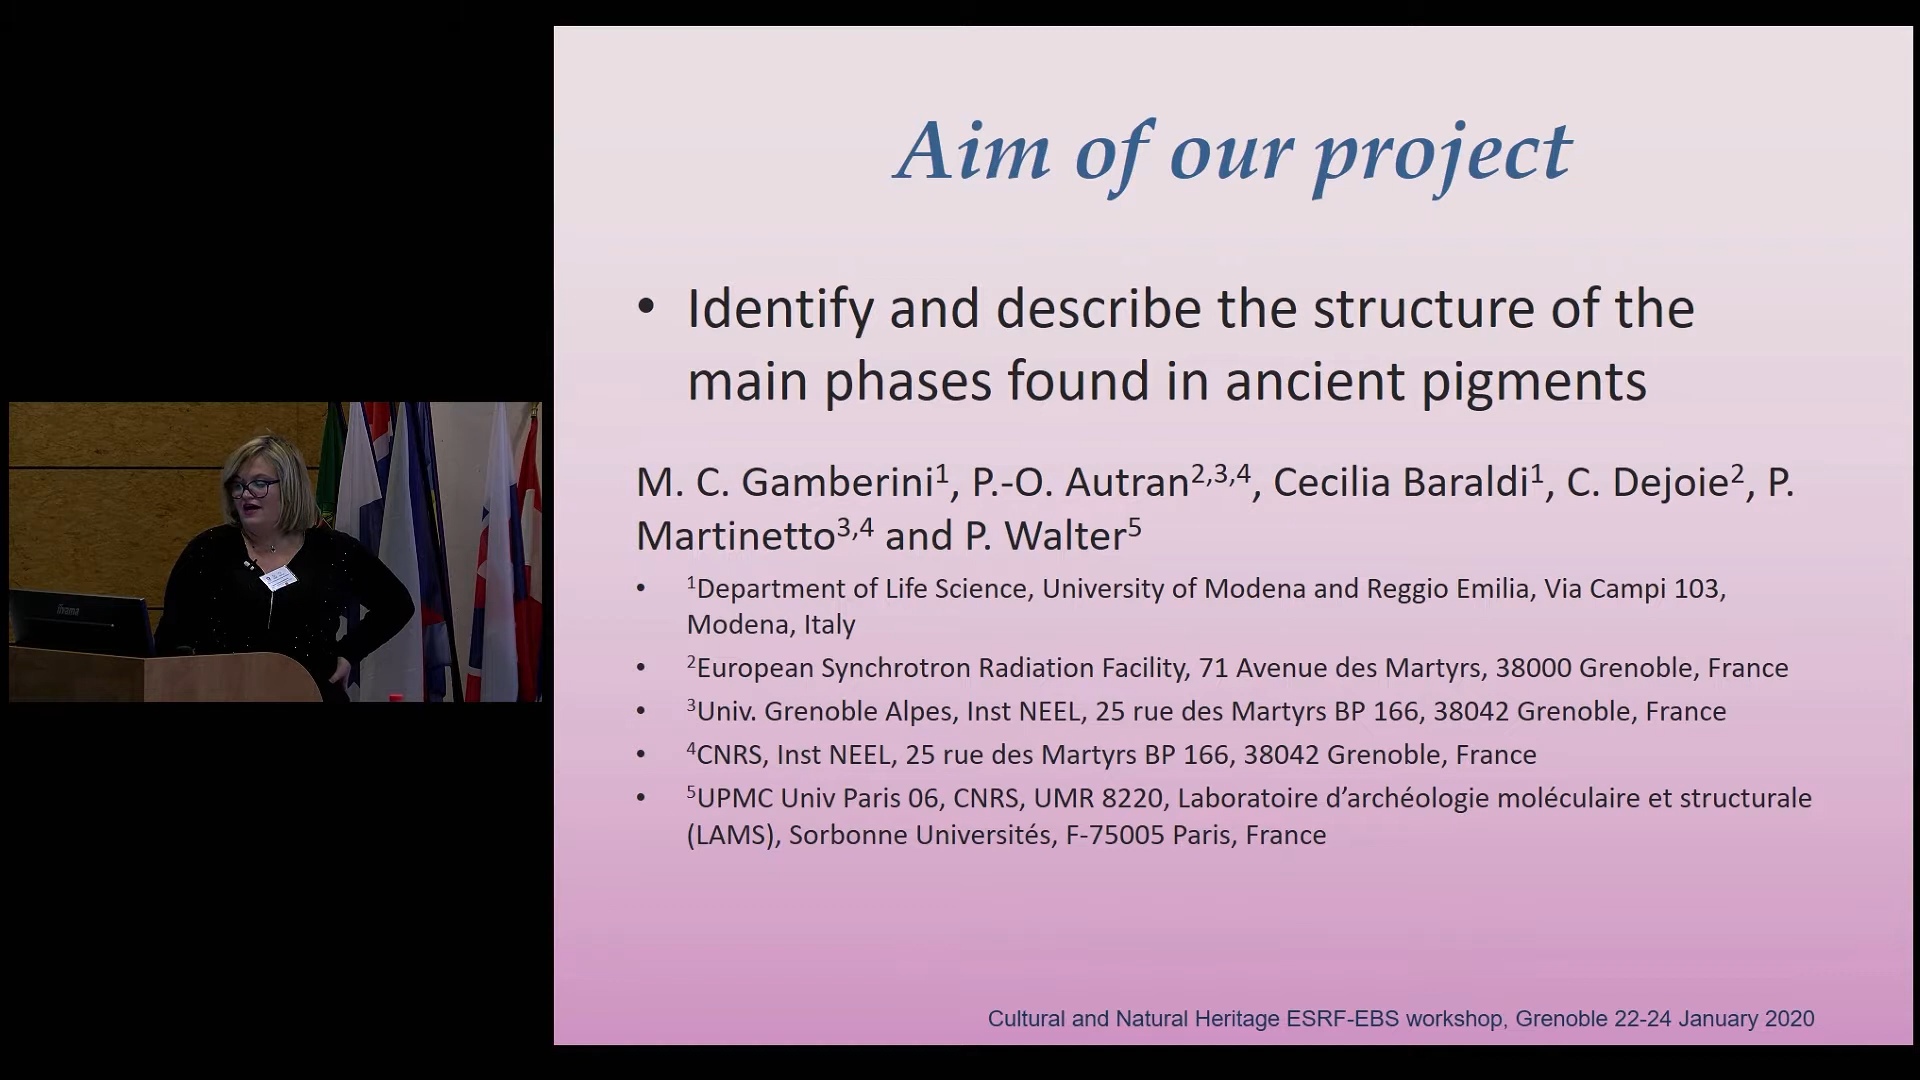 Aim of our project
• Identify and describe the structure of the
main phases found in ancient pigments
M. C. Gamberini1, P.-O. Autran2,3,4, Cecilia Baraldi1, C. Dejoie2, P.
Martinetto3,4 and P. Walter5
• 1Department of Life Science, University of Modena and Reggio Emilia, Via Campi 103,
Modena, Italy
• 2European Synchrotron Radiation Facility, 71 Avenue des Martyrs, 38000 Grenoble, France
• 3Univ. Grenoble Alpes, Inst NEEL, 25 rue des Martyrs BP 166, 38042 Grenoble, France
• 4CNRS, Inst NEEL, 25 rue des Martyrs BP 166, 38042 Grenoble, France
• 5UPMC Univ Paris 06, CNRS, UMR 8220, Laboratoire d’archéologie moléculaire et structurale
(LAMS), Sorbonne Universités, F-75005 Paris, France
Cultural and Natural Heritage ESRF-EBS workshop, Grenoble 22-24 January 2020
iiyama